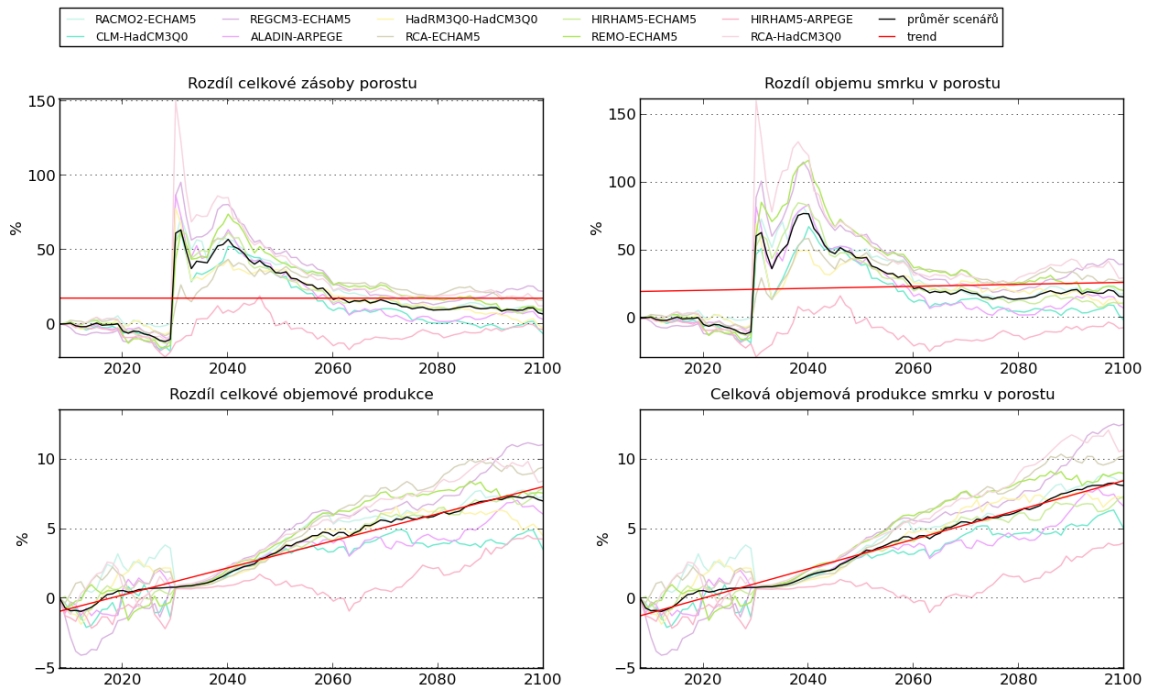 RACMO2-ECHAM5 REGCM3-ECHAM5 HadRM3Q0-HadCM3Q0 HIRHAM5-ECHAM5 HIRHAM5-ARPEGE průměr scenářů
CLM-HadCM3Q0 ALADIN-ARPEGE RCA-ECHAM5 REMO-ECHAM5 RCA-HadCM3Q0 trend
Rozdíl celkové zásoby porostu
150
100
50
0
%
2020 2040 2060 2080 2100
Rozdíl objemu smrku v porostu
150
100
50
0
%
2020 2040 2060 2080 2100
Rozdíl celkové objemové produkce
10
5
0
−5
%
2020 2040 2060 2080 2100
Celková objemová produkce smrku v porostu
10
5
0
−5
%
2020 2040 2060 2080 2100